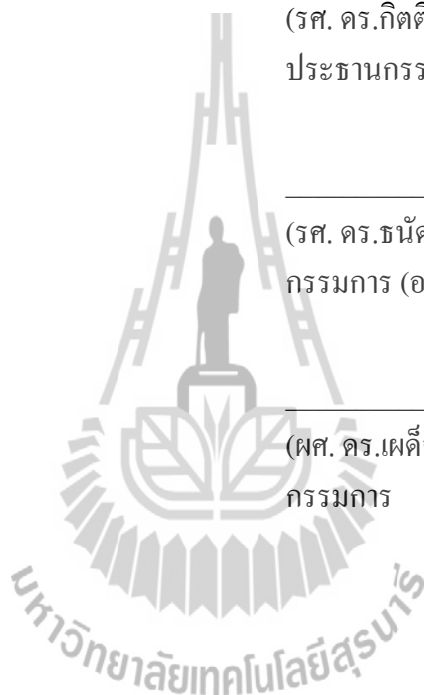 (รศ. ดร.กิตติ
ประธานกรร
(รศ. ดร.ธนัด
กรรมการ (อ
(ผศ. ดร.เผด็
กรรมการ
มหาวิทยาลัยเทคโนโลยีสุรนารี